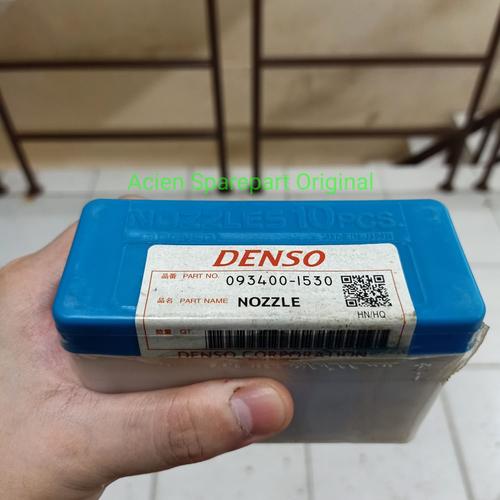 Acien Sparepart Original
NOZZLES 10 PCS.
DENSO
品番 PART NO. 093400-1530
品名 PART NAME NOZZLE
HN/HQ
数量 QT
DENSO CORPORATION